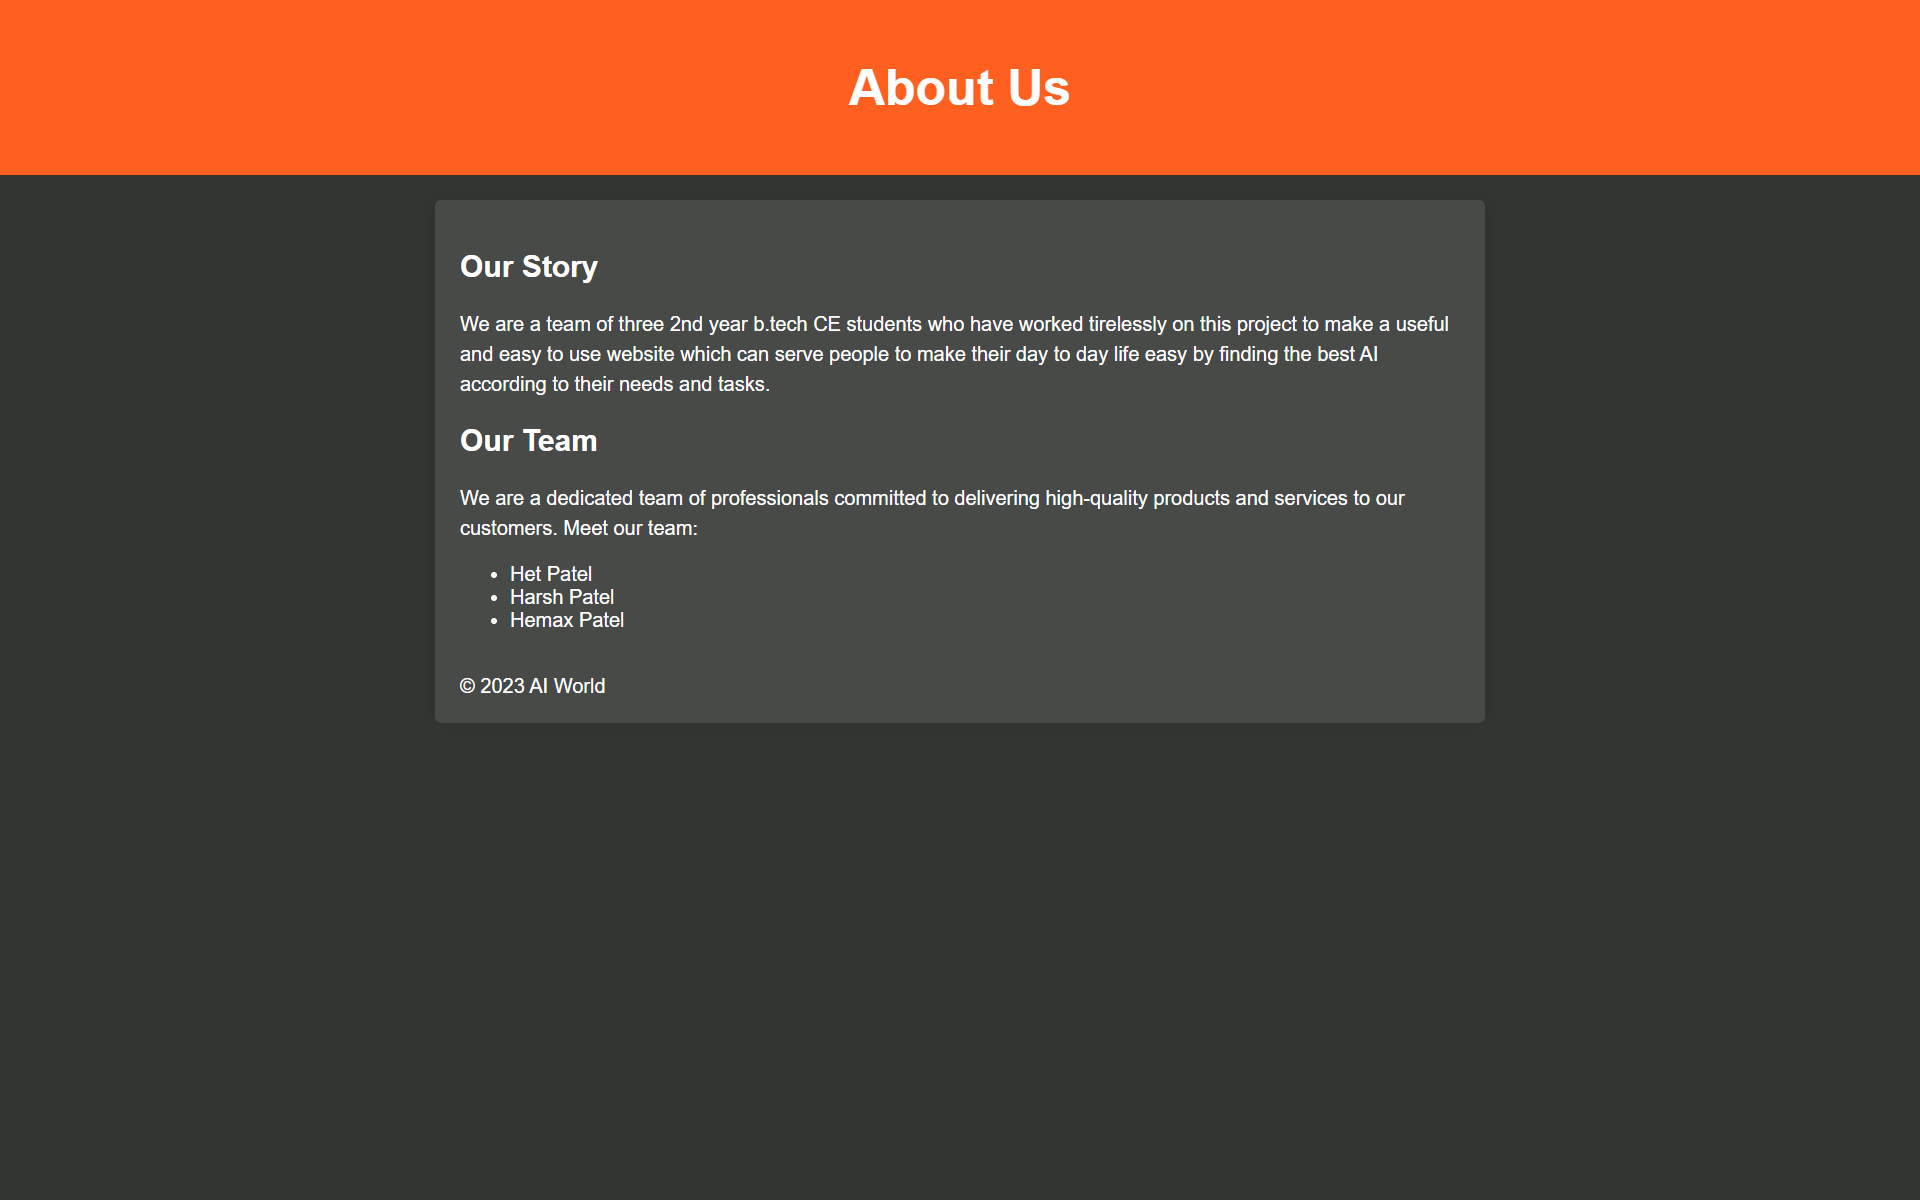 About Us
Our Story
We are a team of three 2nd year b.tech CE students who have worked tirelessly on this project to make a useful
and easy to use website which can serve people to make their day to day life easy by finding the best AI
according to their needs and tasks.
Our Team
We are a dedicated team of professionals committed to delivering high-quality products and services to our
customers. Meet our team:
• Het Patel
• Harsh Patel
• Hemax Patel
© 2023 AI World